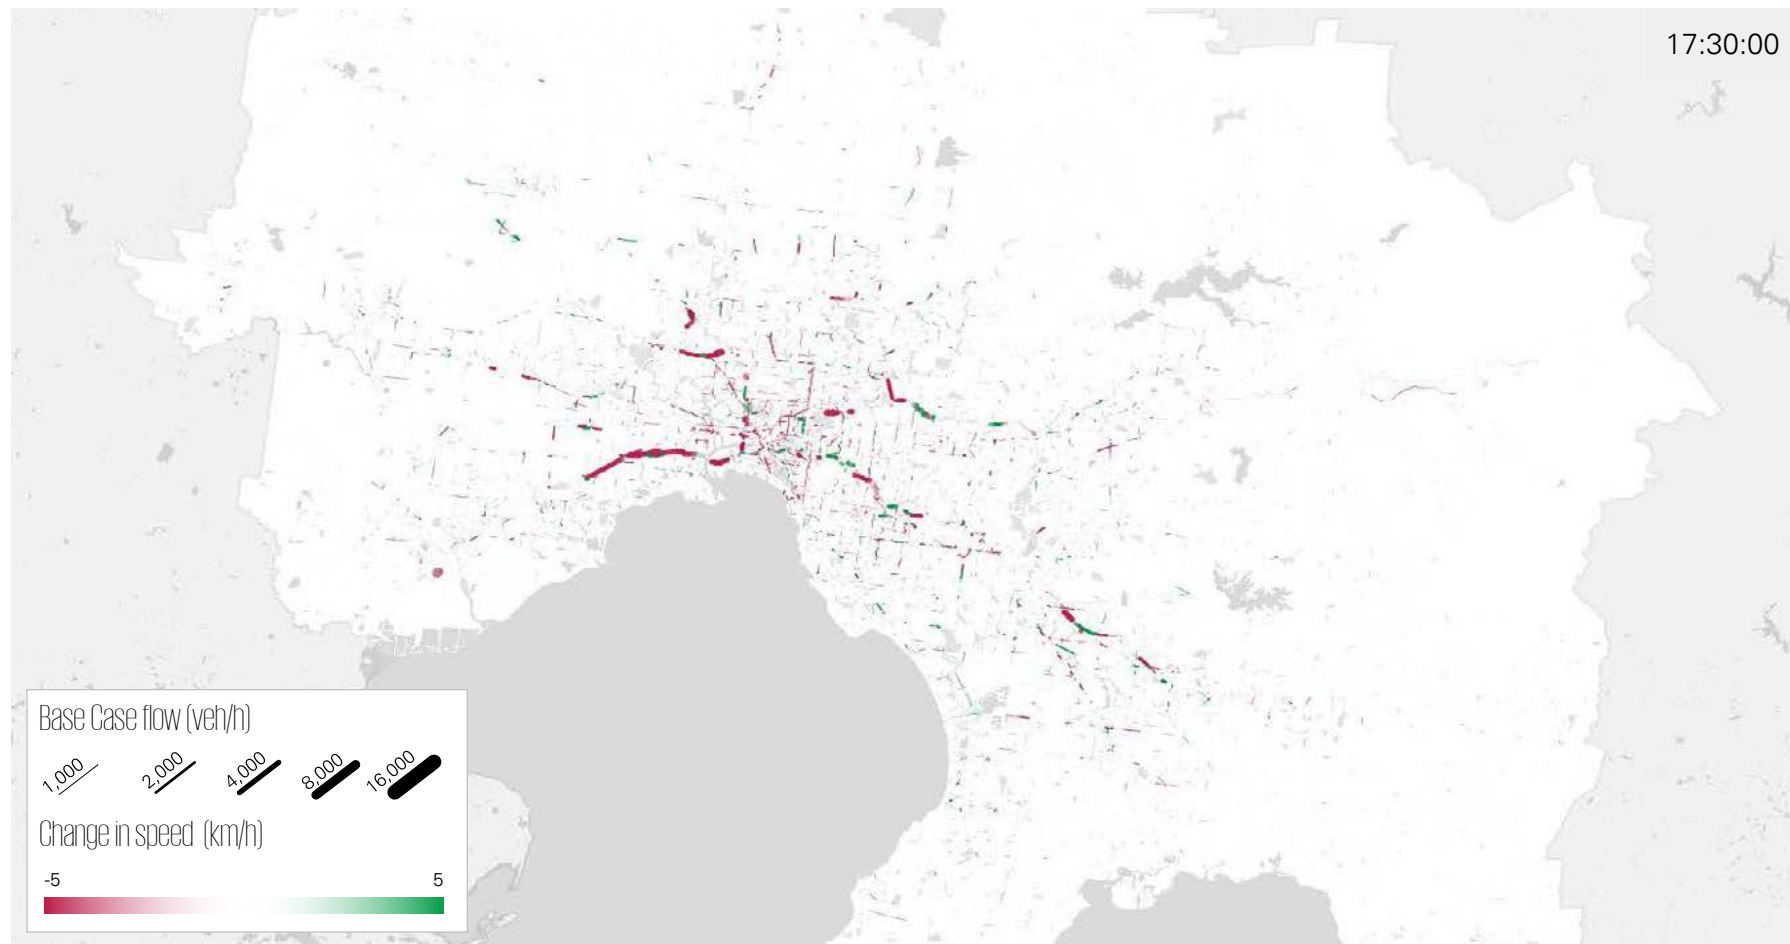 17:30:00
Base Case flow (veh/h)
1,000 2,000 4,000 8,000 16,000
Change in speed (km/h)
-5 5